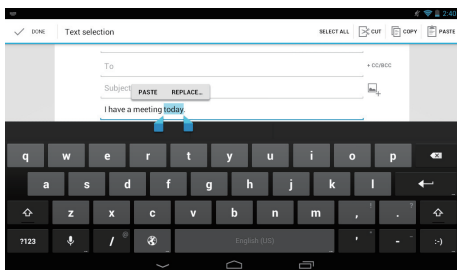 2:40
DONE Text selection SELECT ALL CUT COPY PASTE
To + CC/BCC
Subject PASTE REPLACE...
I have a meeting today.
q w e r t y u i o p
a s d f g h j k l
z x c v b n m , ! . ?
?123 / @ English (US) ' " - _ :-)